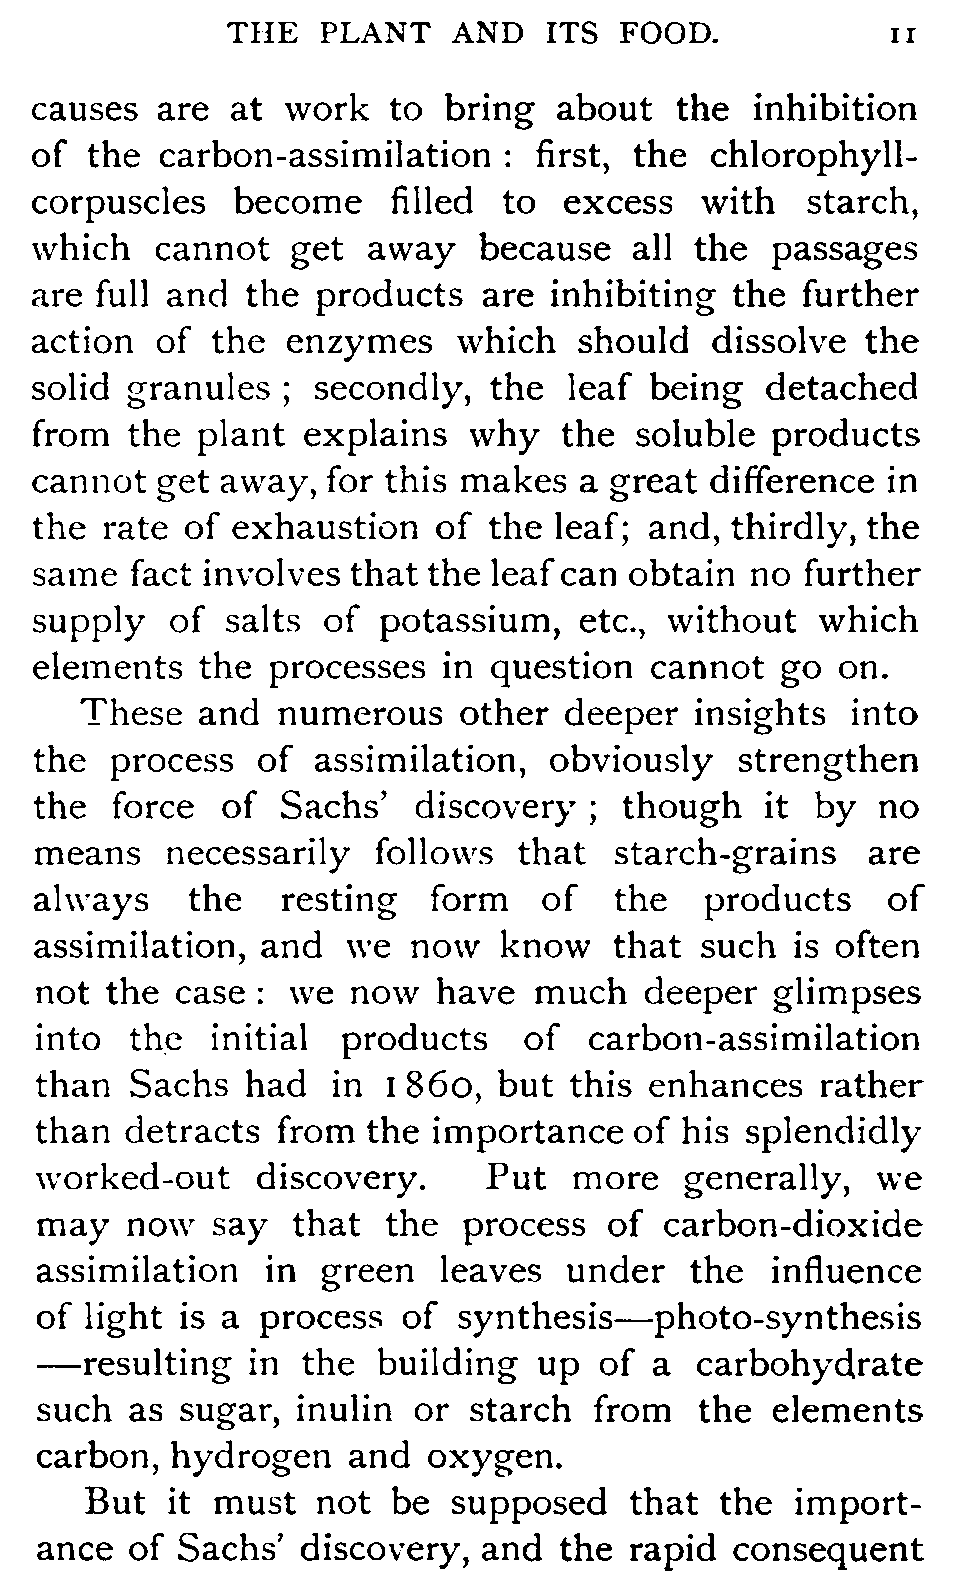 THE PLANT AND ITS FOOD. 11
causes are at work to bring about the inhibition
of the carbon-assimilation : first, the chlorophyll-
corpuscles become filled to excess with starch,
which cannot get away because all the passages
are full and the products are inhibiting the further
action of the enzymes which should dissolve the
solid granules ; secondly, the leaf being detached
from the plant explains why the soluble products
cannot get away, for this makes a great difference in
the rate of exhaustion of the leaf; and, thirdly, the
same fact involves that the leaf can obtain no further
supply of salts of potassium, etc., without which
elements the processes in question cannot go on.
These and numerous other deeper insights into
the process of assimilation, obviously strengthen
the force of Sachs' discovery ; though it by no
means necessarily follows that starch-grains are
always the resting form of the products of
assimilation, and we now know that such is often
not the case : we now have much deeper glimpses
into the initial products of carbon-assimilation
than Sachs had in 1860, but this enhances rather
than detracts from the importance of his splendidly
worked-out discovery. Put more generally, we
may now say that the process of carbon-dioxide
assimilation in green leaves under the influence
of light is a process of synthesis—photo-synthesis
—resulting in the building up of a carbohydrate
such as sugar, inulin or starch from the elements
carbon, hydrogen and oxygen.
But it must not be supposed that the import-
ance of Sachs' discovery, and the rapid consequent